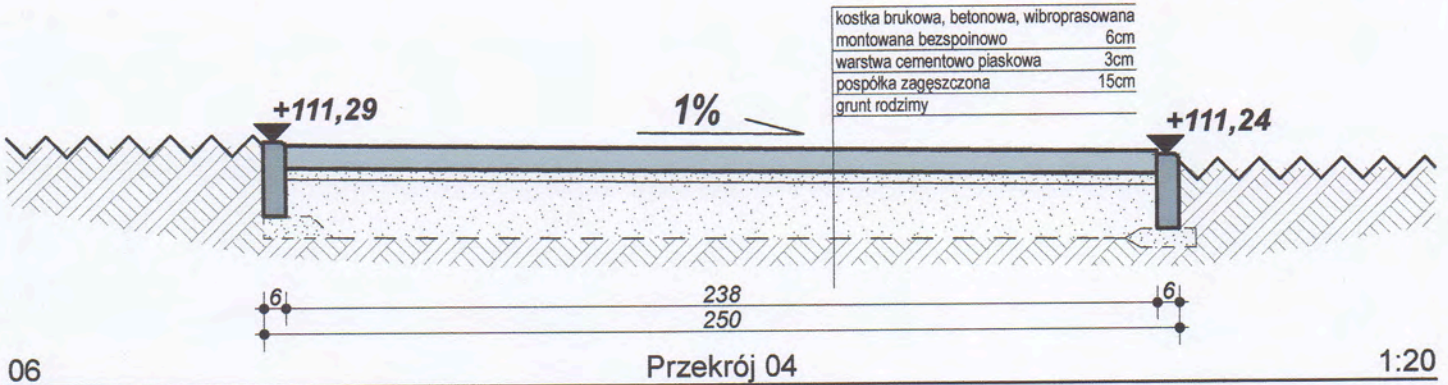 kostka brukowa, betonowa, wibroprasowana
montowana bezspoinowo 6cm
warstwa cementowo piaskowa 3cm
pospółka zagęszczona 15cm
grunt rodzimy
+111,29
1%
+111,24
6
238
6
250
06
Przekrój 04
1:20